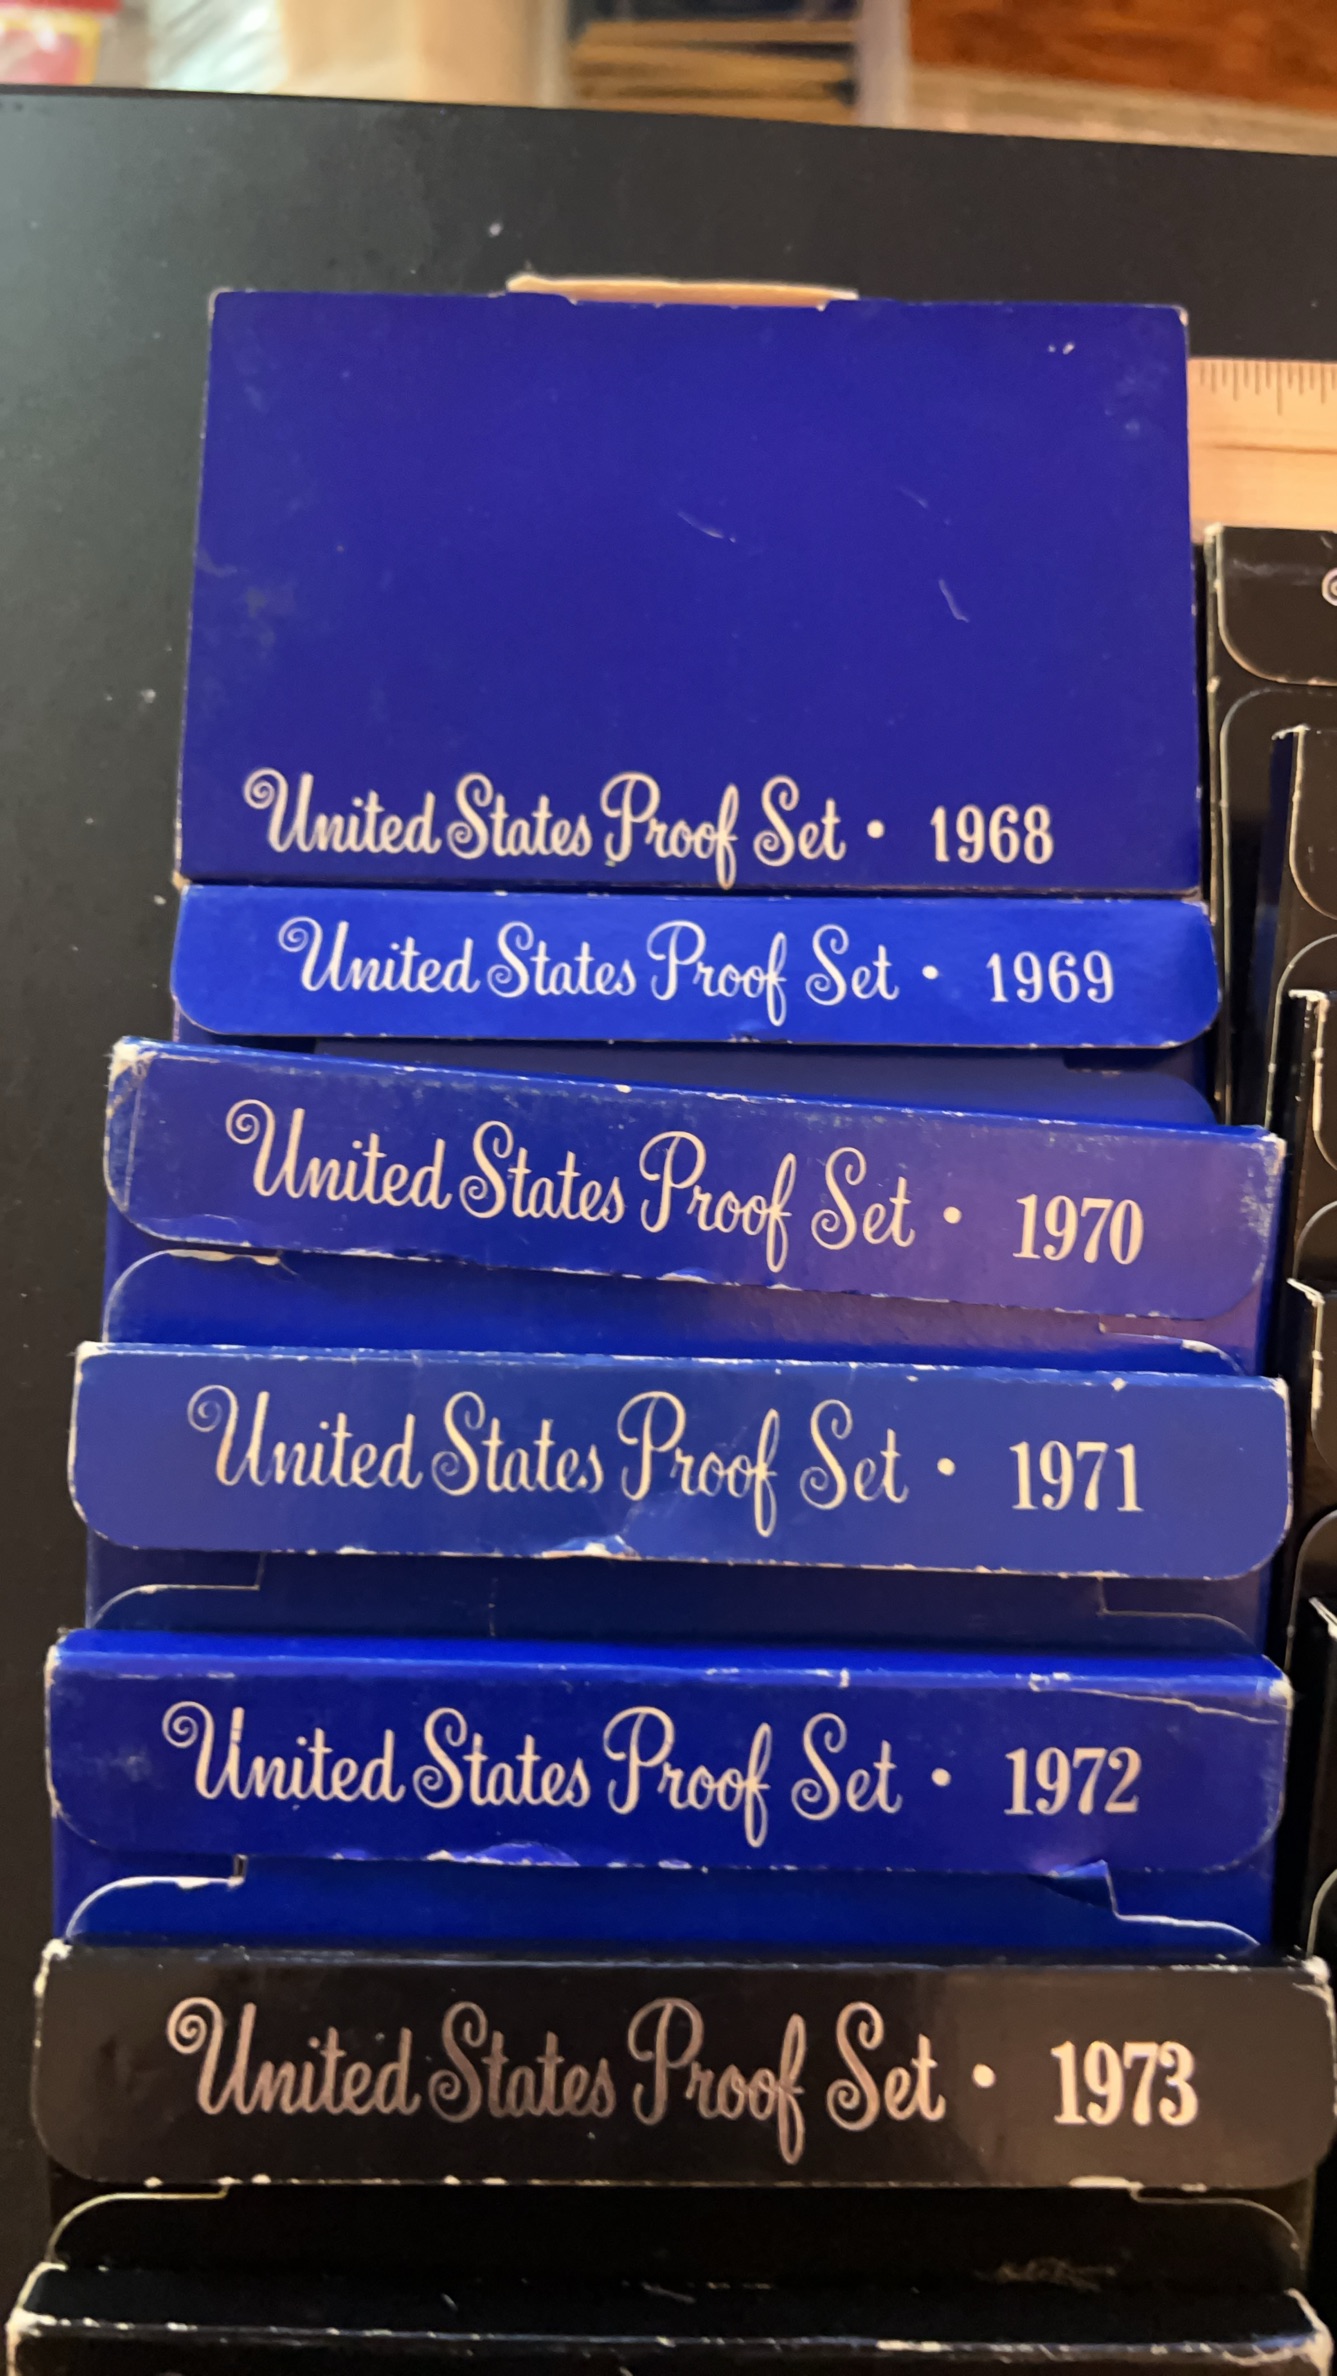 United States Proof Set • 1968
United States Proof Set • 1969
United States Proof Set • 1970
United States Proof Set • 1971
United States Proof Set • 1972
United States Proof Set • 1973